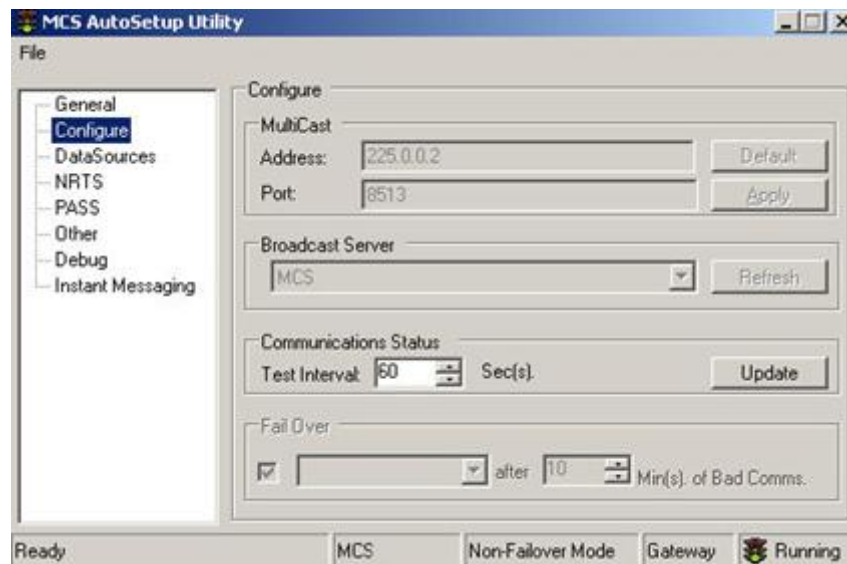 MCS AutoSetup Utility
File
General
Configure
DataSources
NRTS
PASS
Other
Debug
Instant Messaging
Configure
MultiCast
Address: 225.0.0.2 Default
Port: 8513 Apply
Broadcast Server
MCS Refresh
Communications Status
Test Interval: 60 Sec(s). Update
Fail Over
after 10 Min(s). of Bad Comms.
Ready MCS Non-Failover Mode Gateway Running